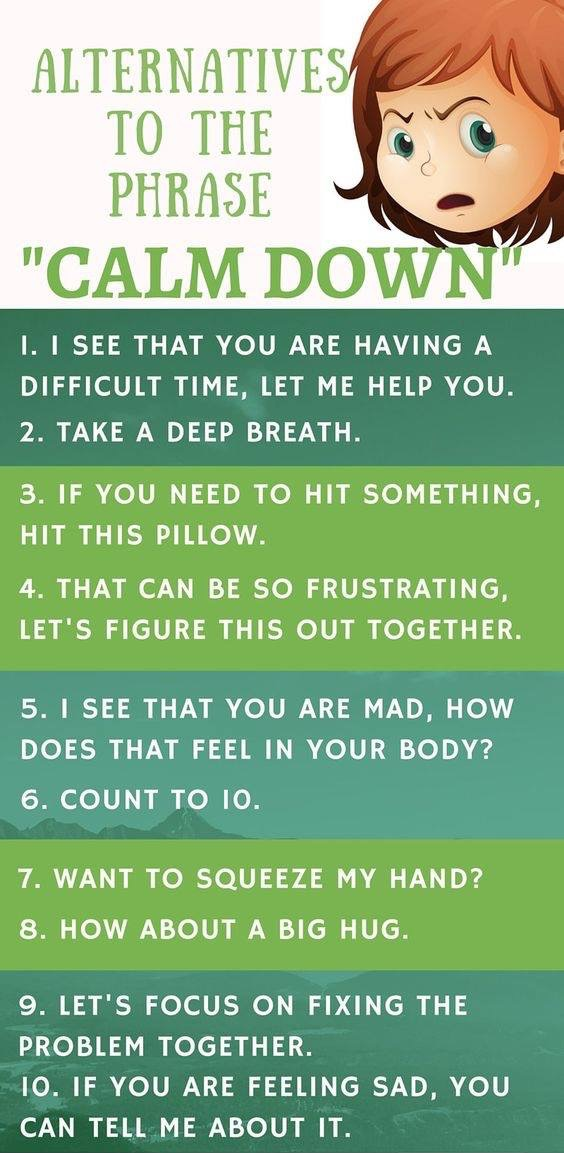 ALTERNATIVES
TO THE
PHRASE
"CALM DOWN"
1. I SEE THAT YOU ARE HAVING A
DIFFICULT TIME, LET ME HELP YOU.
2. TAKE A DEEP BREATH.
3. IF YOU NEED TO HIT SOMETHING,
HIT THIS PILLOW.
4. THAT CAN BE SO FRUSTRATING,
LET'S FIGURE THIS OUT TOGETHER.
5. I SEE THAT YOU ARE MAD, HOW
DOES THAT FEEL IN YOUR BODY?
6. COUNT TO 10.
7. WANT TO SQUEEZE MY HAND?
8. HOW ABOUT A BIG HUG.
9. LET'S FOCUS ON FIXING THE
PROBLEM TOGETHER.
10. IF YOU ARE FEELING SAD, YOU
CAN TELL ME ABOUT IT.